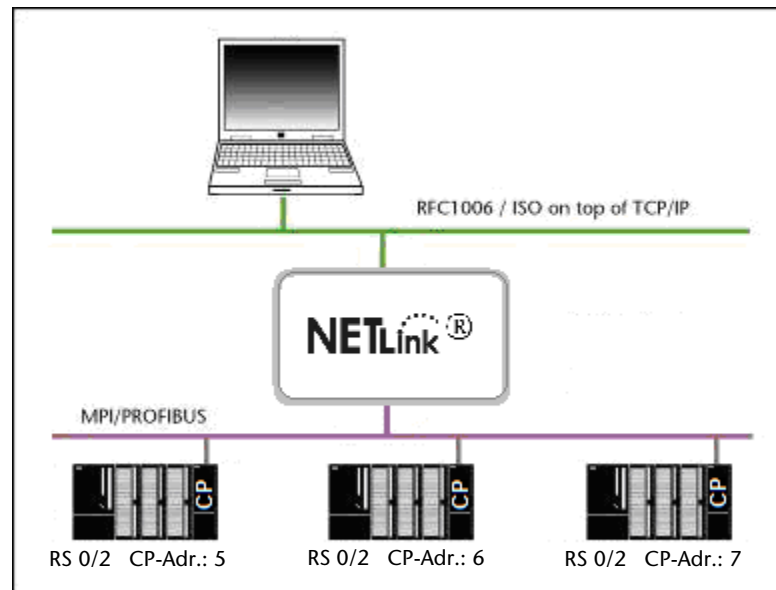 RFC1006 / ISO on top of TCP/IP
NETLink ®
MPI/PROFIBUS
CP
CP
CP
RS 0/2 CP-Adr.: 5
RS 0/2 CP-Adr.: 6
RS 0/2 CP-Adr.: 7